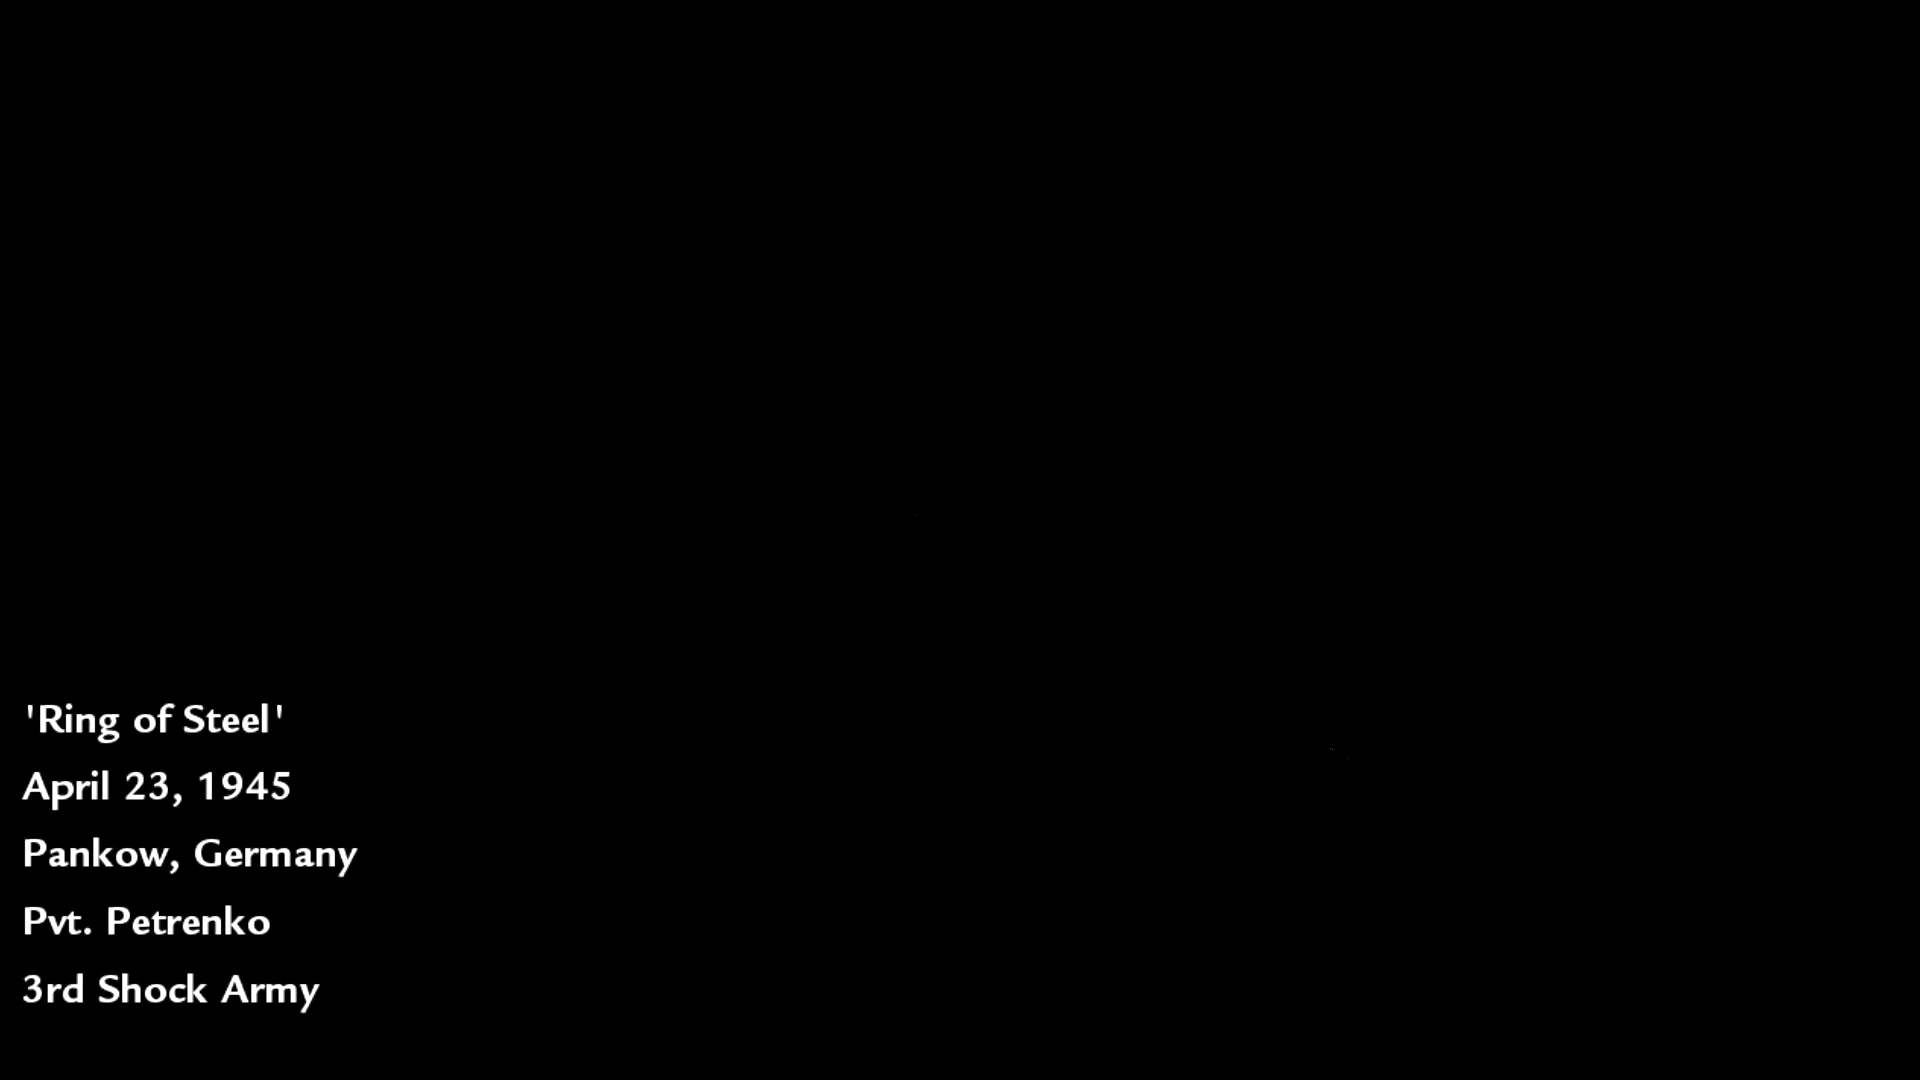 'Ring of Steel'
April 23, 1945
Pankow, Germany
Pvt. Petrenko
3rd Shock Army